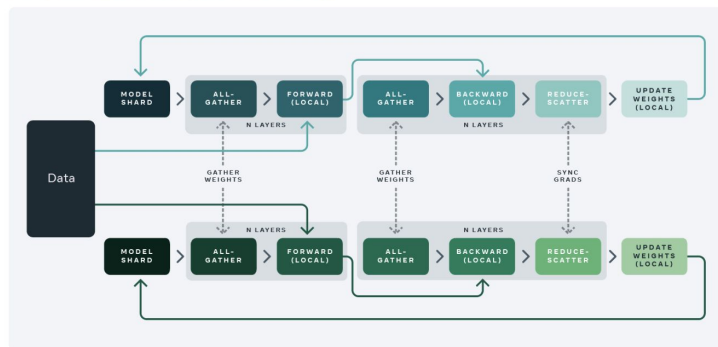 MODEL
SHARD
ALL-
GATHER
FORWARD
(LOCAL)
N LAYERS
ALL-
GATHER
BACKWARD
(LOCAL)
REDUCE-
SCATTER
N LAYERS
UPDATE
WEIGHTS
(LOCAL)
Data
GATHER
WEIGHTS
GATHER
WEIGHTS
SYNC
GRADS
N LAYERS
MODEL
SHARD
ALL-
GATHER
FORWARD
(LOCAL)
N LAYERS
ALL-
GATHER
BACKWARD
(LOCAL)
REDUCE-
SCATTER
UPDATE
WEIGHTS
(LOCAL)